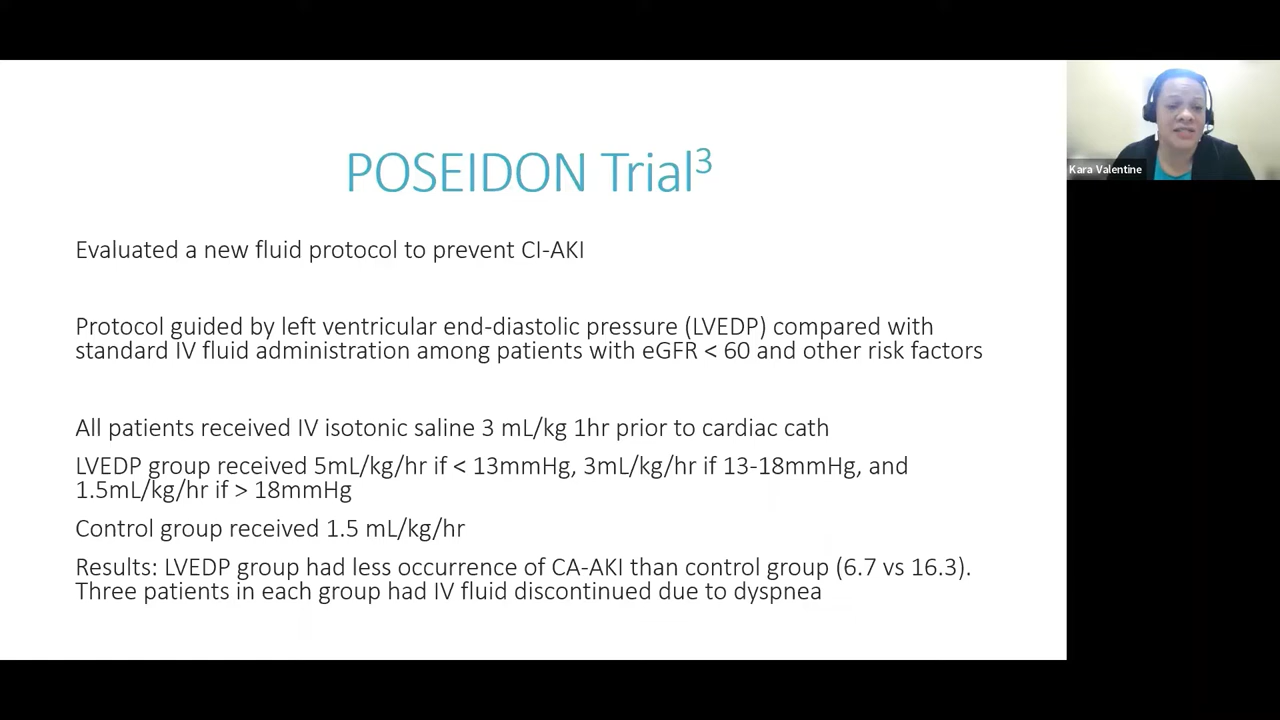 POSEIDON Trial3
Kara Valentine
Evaluated a new fluid protocol to prevent CI-AKI
Protocol guided by left ventricular end-diastolic pressure (LVEDP) compared with
standard IV fluid administration among patients with eGFR < 60 and other risk factors
All patients received IV isotonic saline 3 mL/kg 1hr prior to cardiac cath
LVEDP group received 5mL/kg/hr if < 13mmHg, 3mL/kg/hr if 13-18mmHg, and
1.5mL/kg/hr if > 18mmHg
Control group received 1.5 mL/kg/hr
Results: LVEDP group had less occurrence of CA-AKI than control group (6.7 vs 16.3).
Three patients in each group had IV fluid discontinued due to dyspnea